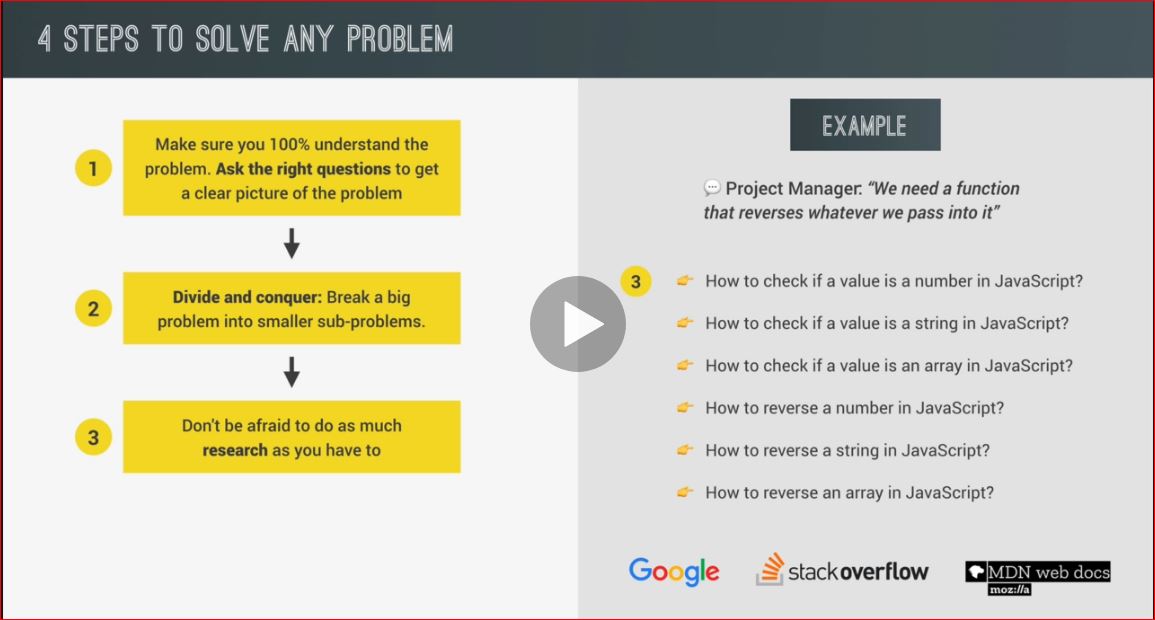 4 STEPS TO SOLVE ANY PROBLEM
1
Make sure you 100% understand the
problem. Ask the right questions to get
a clear picture of the problem
2
Divide and conquer: Break a big
problem into smaller sub-problems.
3
Don't be afraid to do as much
research as you have to
EXAMPLE
💬 Project Manager: “We need a function
that reverses whatever we pass into it”
3
👉 How to check if a value is a number in JavaScript?
👉 How to check if a value is a string in JavaScript?
👉 How to check if a value is an array in JavaScript?
👉 How to reverse a number in JavaScript?
👉 How to reverse a string in JavaScript?
👉 How to reverse an array in JavaScript?
Google
stackoverflow
MDN web docs
moz://a